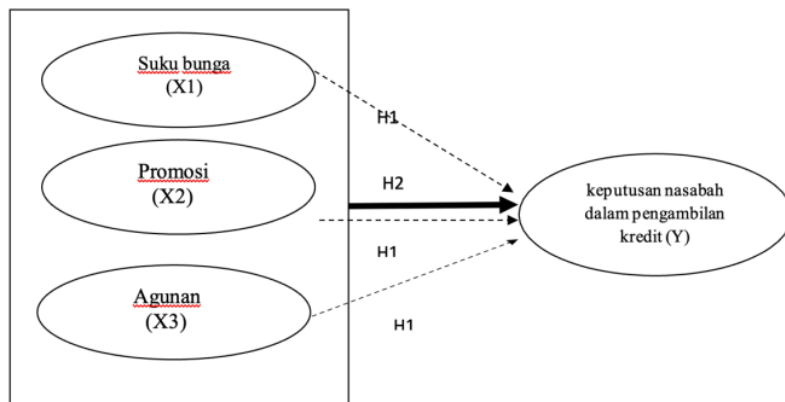 Suku bunga
(X1)
H1
Promosi
(X2)
H2
keputusan nasabah
dalam pengambilan
kredit (Y)
H1
Agunan
(X3)
H1